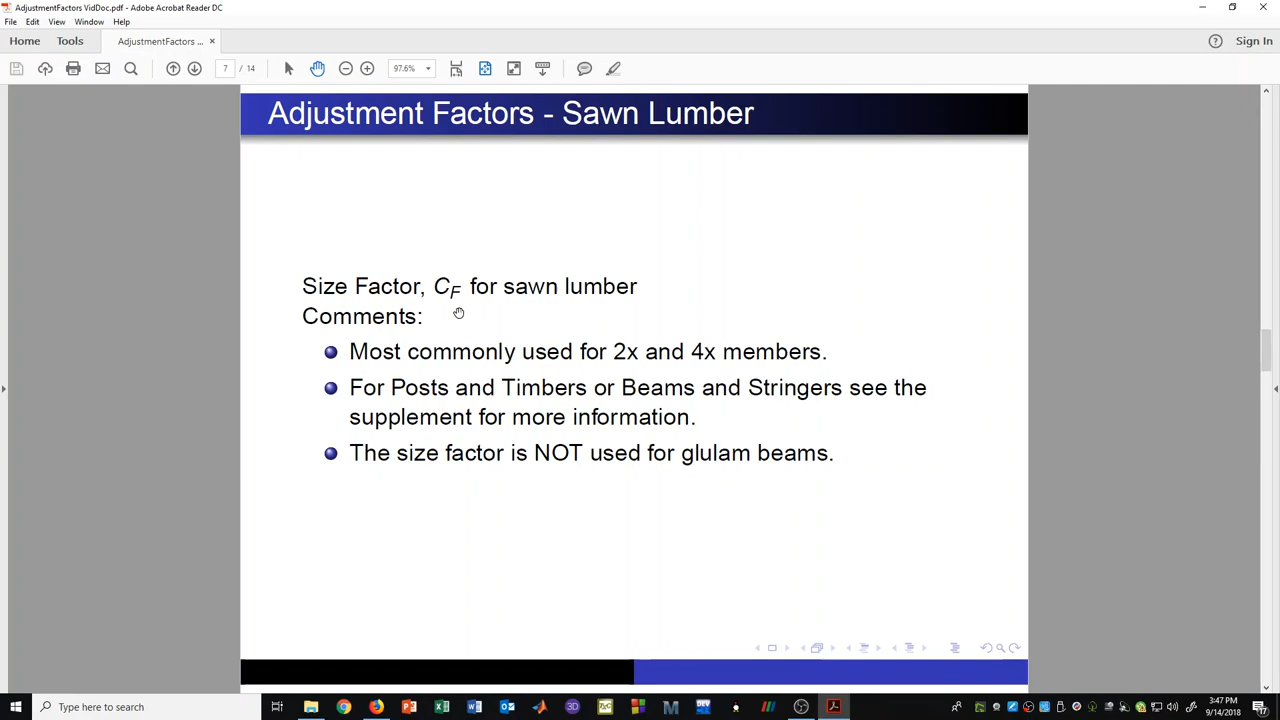 AdjustmentFactors VidDoc.pdf - Adobe Acrobat Reader DC
File Edit View Window Help
Home Tools AdjustmentFactors ... × Sign In
7 / 14 97.6%
Adjustment Factors - Sawn Lumber
Size Factor, C_F for sawn lumber
Comments:
Most commonly used for 2x and 4x members.
For Posts and Timbers or Beams and Stringers see the
supplement for more information.
The size factor is NOT used for glulam beams.
Type here to search
3:47 PM
9/14/2018